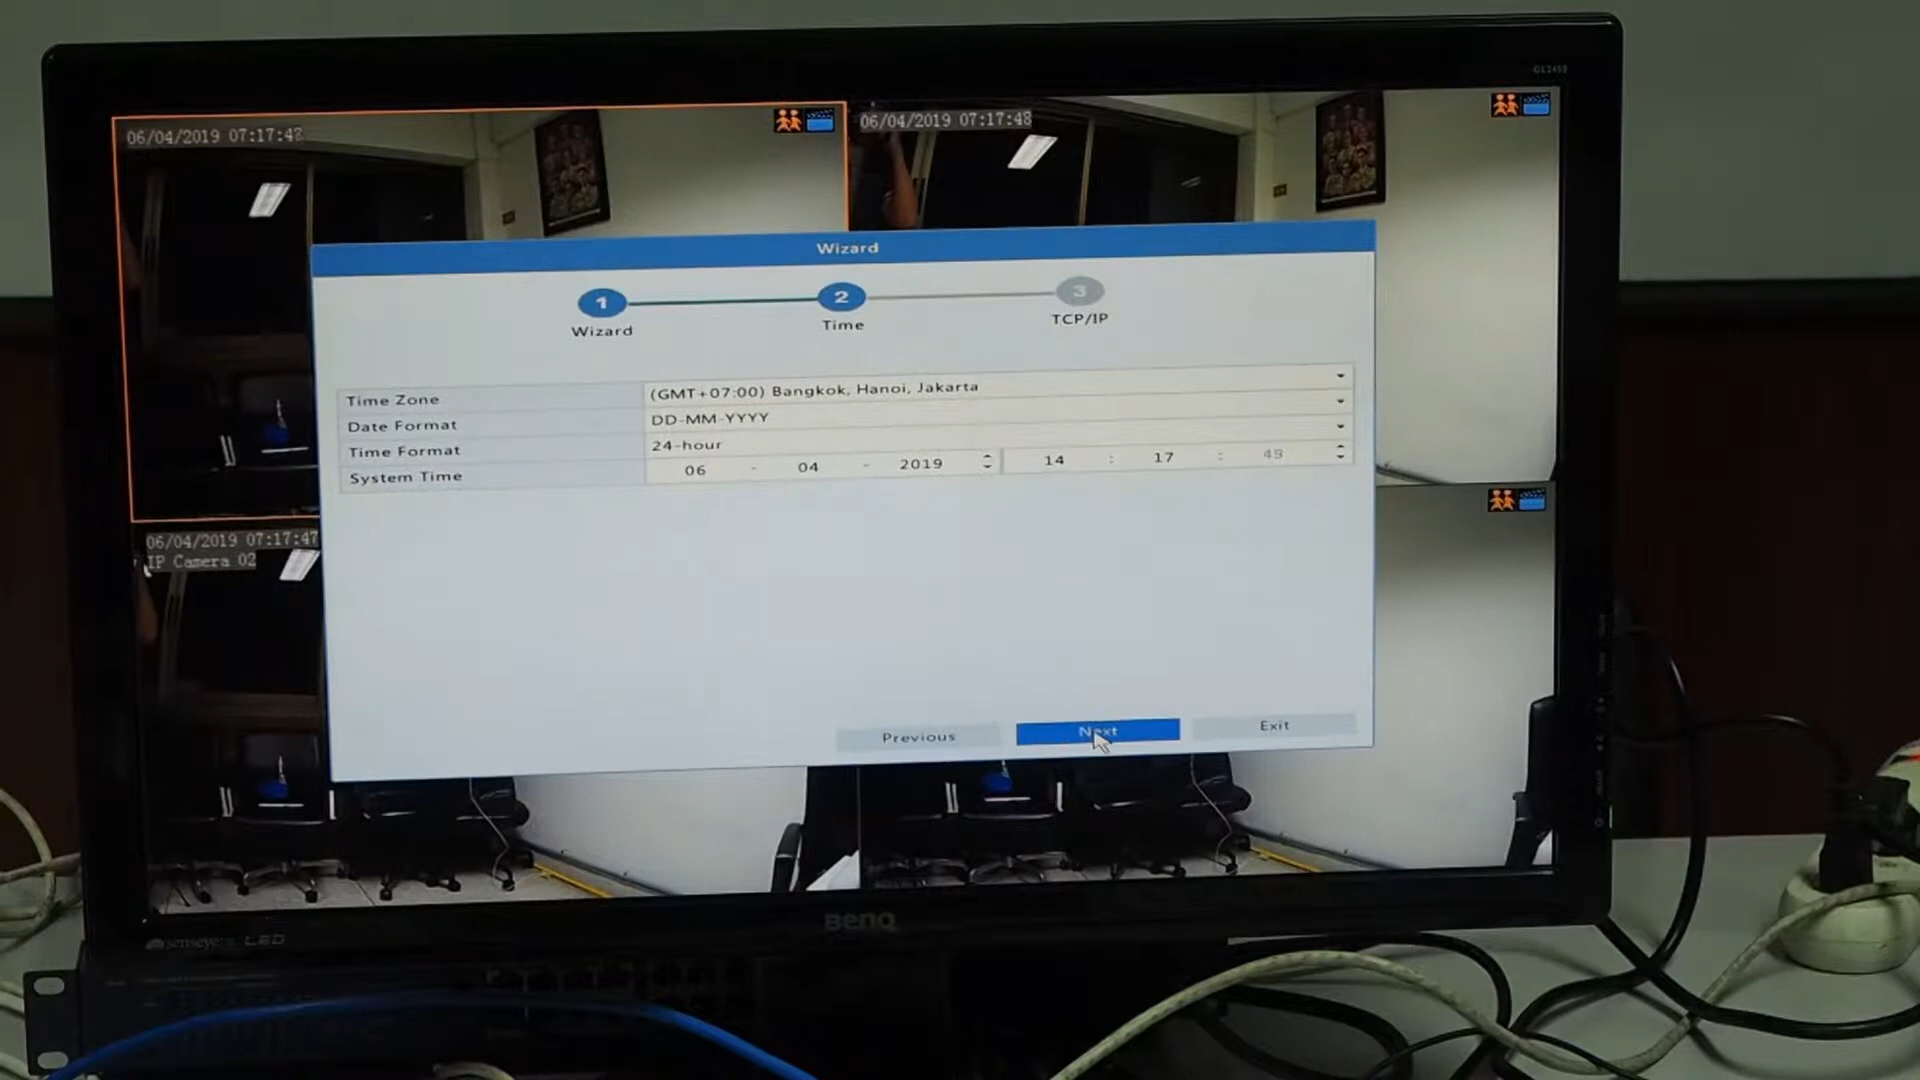 06/04/2019 07:17:47
06/04/2019 07:17:48
Wizard
1
2
3
Wizard
Time
TCP/IP
Time Zone
(GMT+07:00) Bangkok, Hanoi, Jakarta
Date Format
DD-MM-YYYY
Time Format
24-hour
System Time
06 - 04 - 2019
14 : 17 : 49
06/04/2019 07:17:47
IP Camera 02
Previous
Next
Exit
BenQ
senseye LED